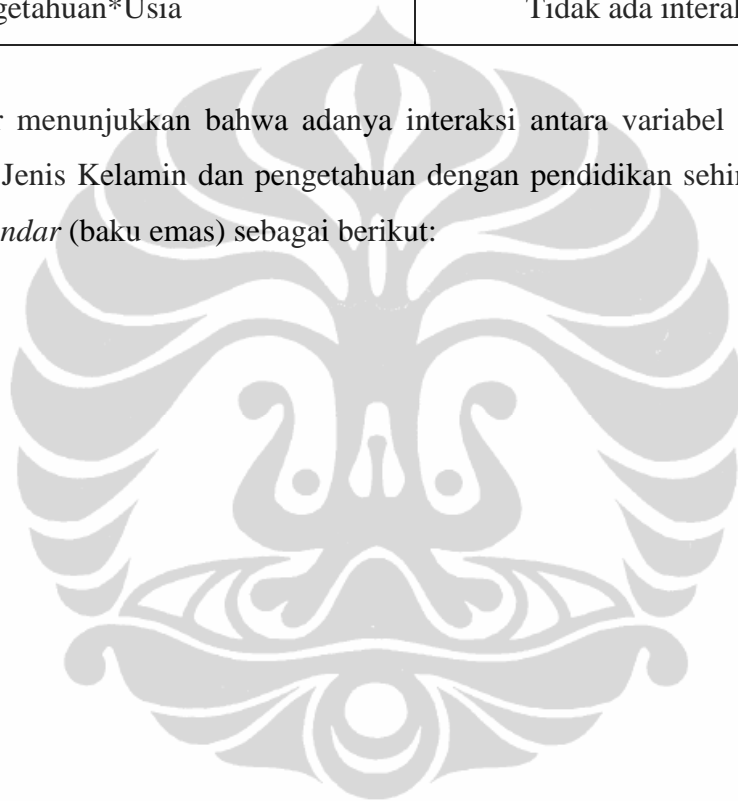 getahuan*Usia Tidak ada interak
r menunjukkan bahwa adanya interaksi antara variabel
Jenis Kelamin dan pengetahuan dengan pendidikan sehin
ndar (baku emas) sebagai berikut: